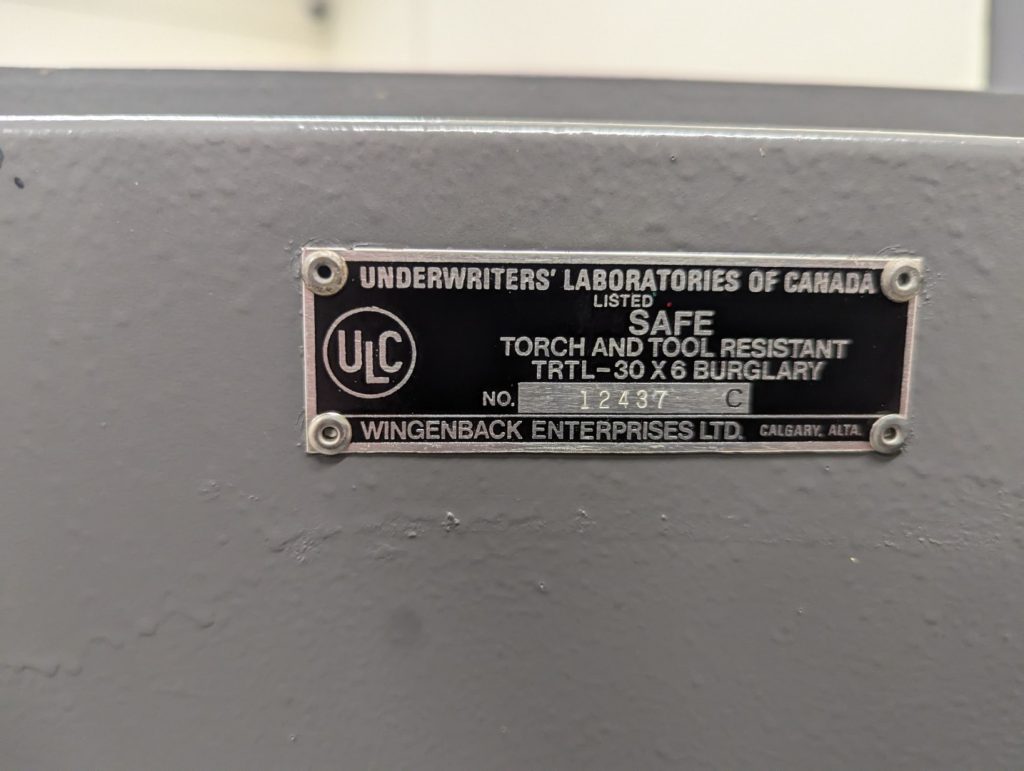 UNDERWRITERS' LABORATORIES OF CANADA
LISTED
SAFE
ULC
TORCH AND TOOL RESISTANT
TRTL-30 X 6 BURGLARY
NO. 12437 C
WINGENBACK ENTERPRISES LTD. CALGARY, ALTA.